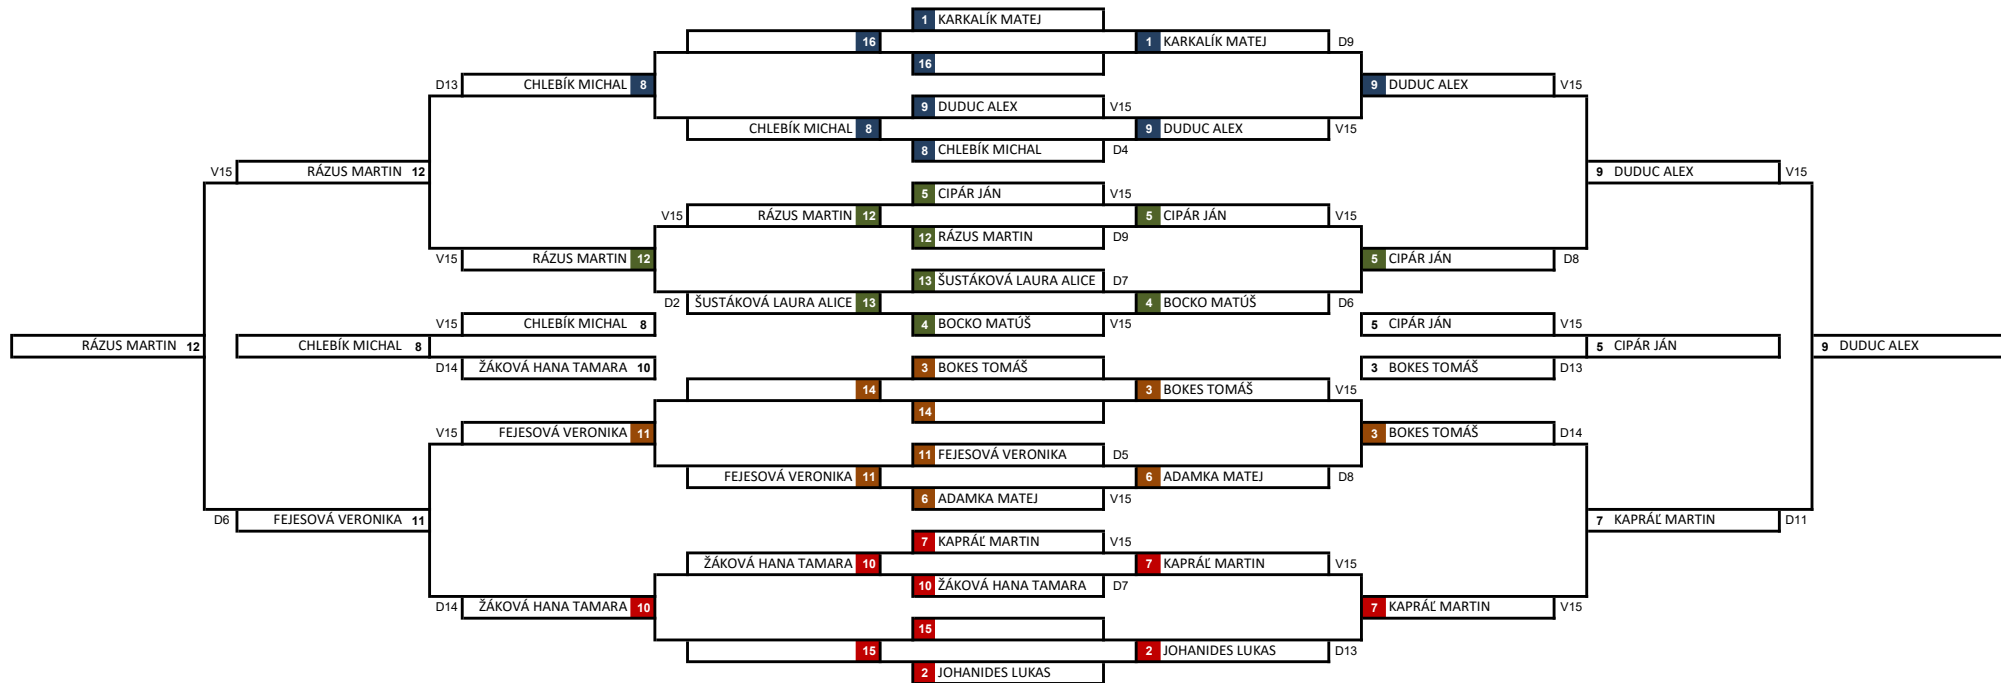 1 KARKALÍK MATEJ
16 1 KARKALÍK MATEJ D9
16
D13 CHLEBÍK MICHAL 8 9 DUDUC ALEX V15
9 DUDUC ALEX V15
CHLEBÍK MICHAL 8 9 DUDUC ALEX V15
8 CHLEBÍK MICHAL D4
V15 RÁZUS MARTIN 12 9 DUDUC ALEX V15
5 CIPÁR JÁN V15
V15 RÁZUS MARTIN 12 5 CIPÁR JÁN V15
12 RÁZUS MARTIN D9
V15 RÁZUS MARTIN 12 5 CIPÁR JÁN D8
13 ŠUSTÁKOVÁ LAURA ALICE D7
D2 ŠUSTÁKOVÁ LAURA ALICE 13 4 BOCKO MATÚŠ D6
V15 CHLEBÍK MICHAL 8 4 BOCKO MATÚŠ V15 5 CIPÁR JÁN V15
RÁZUS MARTIN 12 CHLEBÍK MICHAL 8 5 CIPÁR JÁN 9 DUDUC ALEX
D14 ŽÁKOVÁ HANA TAMARA 10 3 BOKES TOMÁŠ 3 BOKES TOMÁŠ D13
14 3 BOKES TOMÁŠ V15
14
V15 FEJESOVÁ VERONIKA 11 3 BOKES TOMÁŠ D14
11 FEJESOVÁ VERONIKA D5
FEJESOVÁ VERONIKA 11 6 ADAMKA MATEJ D8
6 ADAMKA MATEJ V15
D6 FEJESOVÁ VERONIKA 11 7 KAPRÁĽ MARTIN D11
7 KAPRÁĽ MARTIN V15
ŽÁKOVÁ HANA TAMARA 10 7 KAPRÁĽ MARTIN V15
10 ŽÁKOVÁ HANA TAMARA D7
D14 ŽÁKOVÁ HANA TAMARA 10 7 KAPRÁĽ MARTIN V15
15
15 2 JOHANIDES LUKAS D13
2 JOHANIDES LUKAS